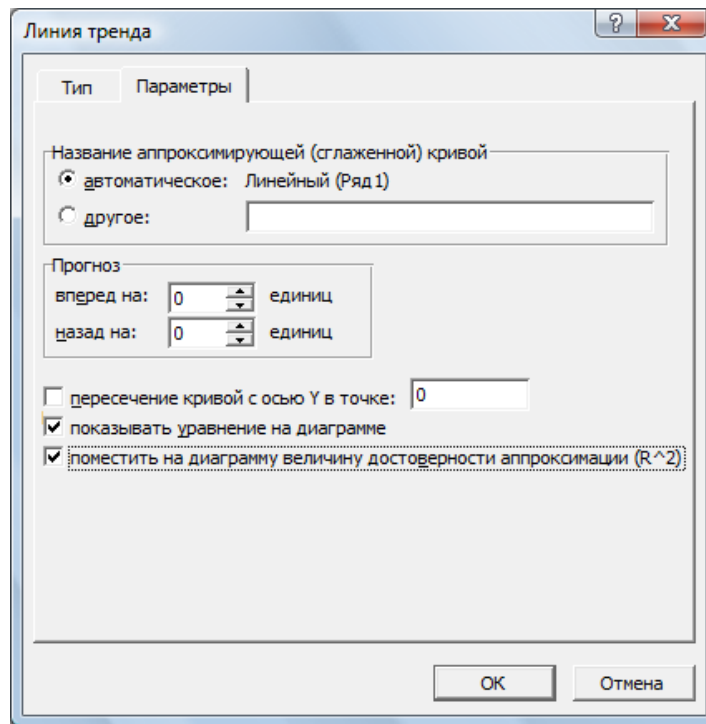 Линия тренда
Тип Параметры
Название аппроксимирующей (сглаженной) кривой
автоматическое: Линейный (Ряд1)
другое:
Прогноз
вперед на: 0 единиц
назад на: 0 единиц
пересечение кривой с осью Y в точке: 0
показывать уравнение на диаграмме
поместить на диаграмму величину достоверности аппроксимации (R^2)
ОК Отмена